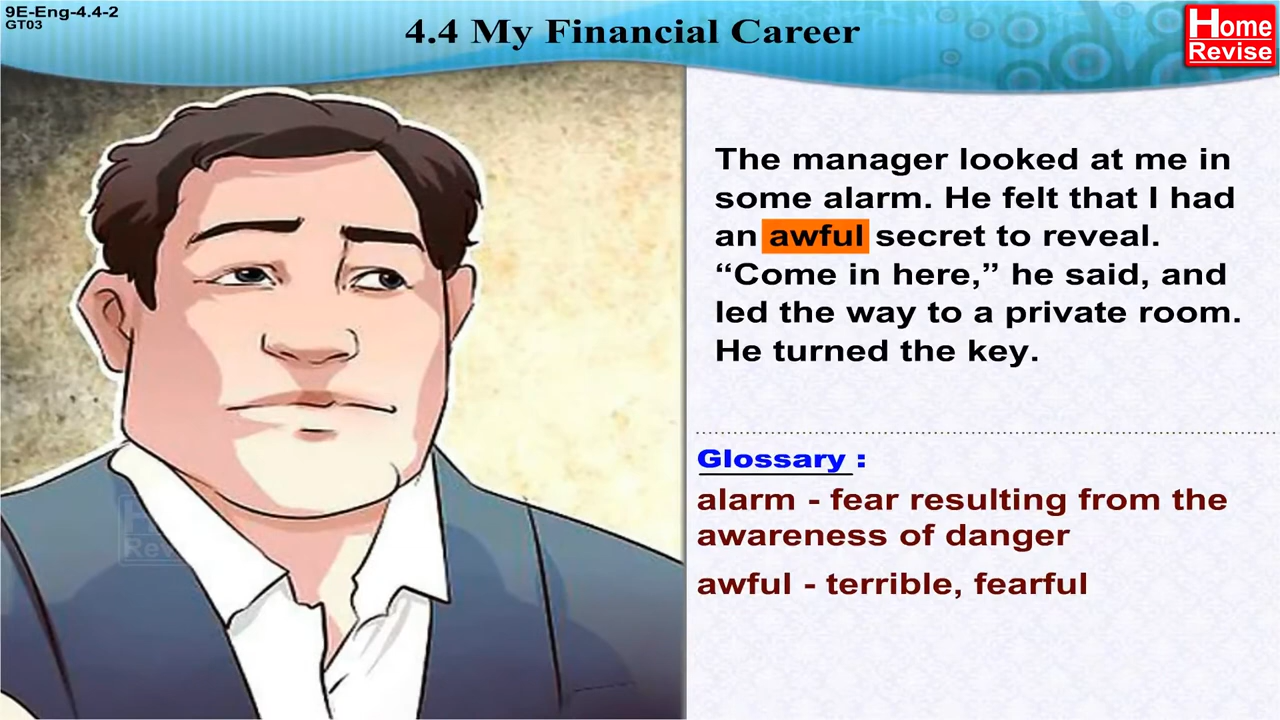 9E-Eng-4.4-2
GT03
4.4 My Financial Career
Home
Revise
The manager looked at me in
some alarm. He felt that I had
an awful secret to reveal.
“Come in here,” he said, and
led the way to a private room.
He turned the key.
Glossary :
alarm - fear resulting from the
awareness of danger
awful - terrible, fearful